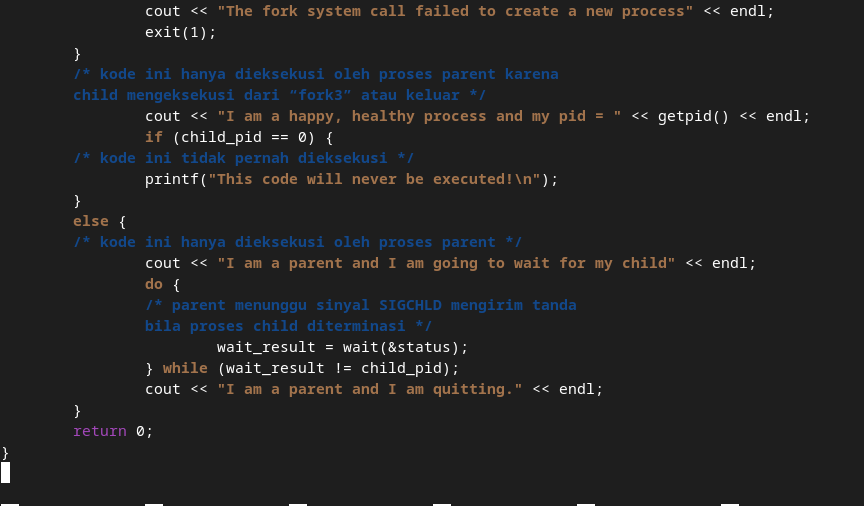 cout << "The fork system call failed to create a new process" << endl;
exit(1);
}
/* kode ini hanya dieksekusi oleh proses parent karena
child mengeksekusi dari “fork3” atau keluar */
cout << "I am a happy, healthy process and my pid = " << getpid() << endl;
if (child_pid == 0) {
/* kode ini tidak pernah dieksekusi */
printf("This code will never be executed!\n");
}
else {
/* kode ini hanya dieksekusi oleh proses parent */
cout << "I am a parent and I am going to wait for my child" << endl;
do {
/* parent menunggu sinyal SIGCHLD mengirim tanda
bila proses child diterminasi */
wait_result = wait(&status);
} while (wait_result != child_pid);
cout << "I am a parent and I am quitting." << endl;
}
return 0;
}